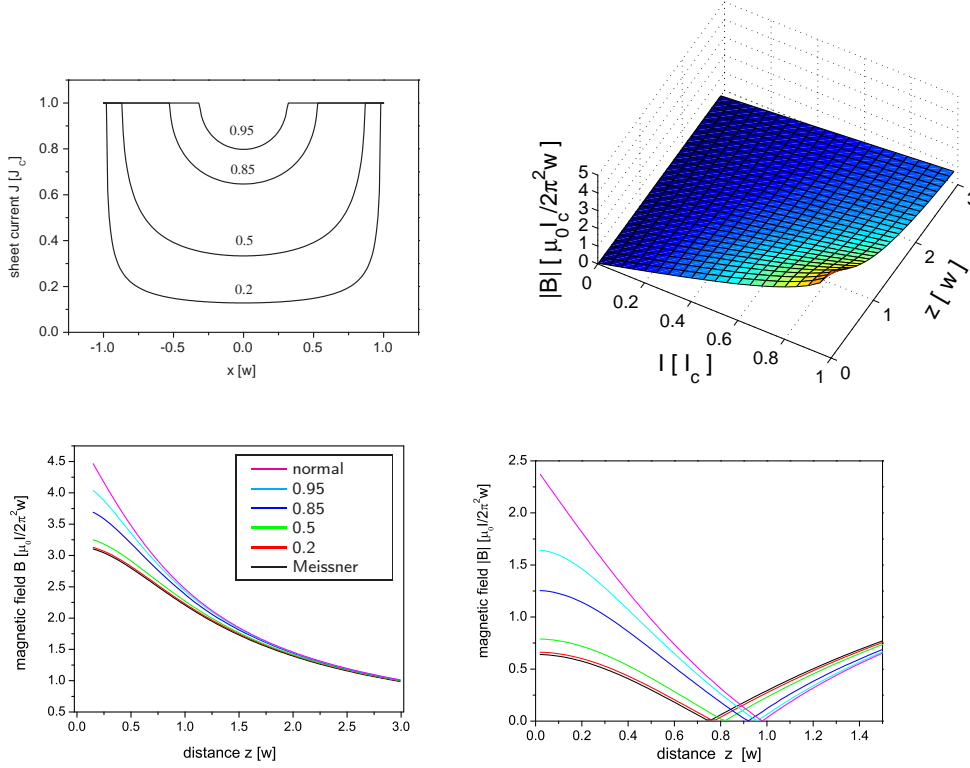 1.0
0.8
0.6
0.4
0.2
0.0
sheet current J [J_c]
0.95
0.85
0.5
0.2
-1.0 -0.5 0.0 0.5 1.0
x [w]
|B| [ μ_0I_c/2π^2w]
5
4
3
2
1
0
0 0.2 0.4 0.6 0.8 1
I [ I_c]
0 1 2
z [ w]
4.5
4.0
3.5
3.0
2.5
2.0
1.5
1.0
0.5
magnetic field B [μ_0I/2π^2w]
normal
0.95
0.85
0.5
0.2
Meissner
0.0 0.5 1.0 1.5 2.0 2.5 3.0
distance z [w]
2.5
2.0
1.5
1.0
0.5
0.0
magnetic field |B| [μ_0I/2π^2w]
0.0 0.2 0.4 0.6 0.8 1.0 1.2 1.4
distance z [w]